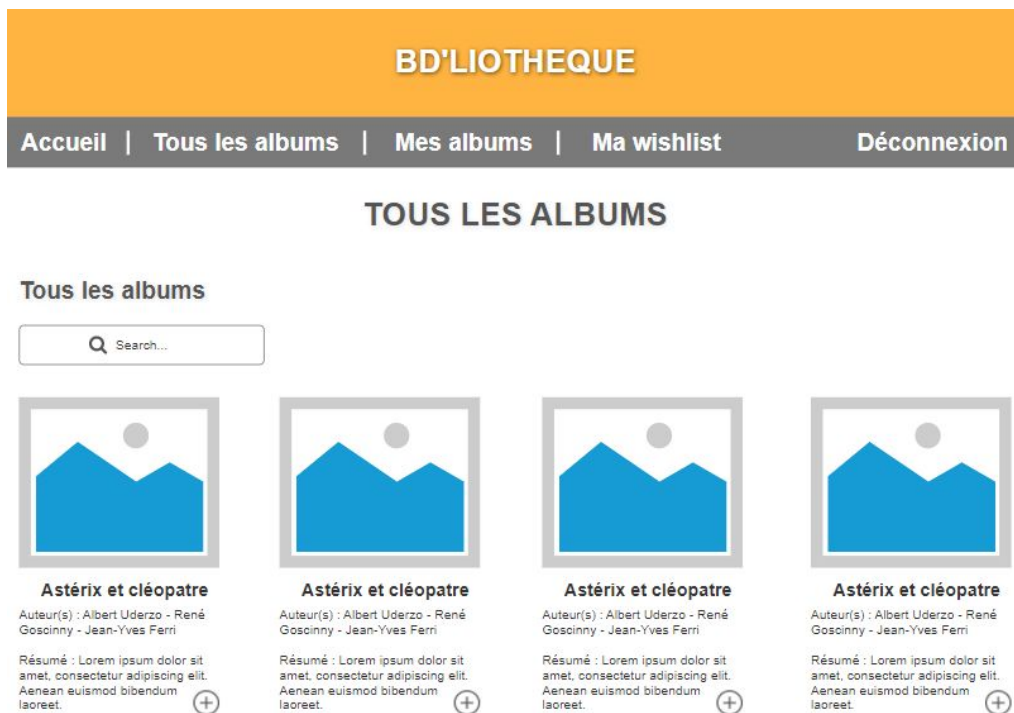 BD'LIOTHEQUE
Accueil | Tous les albums | Mes albums | Ma wishlist Déconnexion
TOUS LES ALBUMS
Tous les albums
Search...
Astérix et cléopatre
Auteur(s) : Albert Uderzo - René
Goscinny - Jean-Yves Ferri
Résumé : Lorem ipsum dolor sit
amet, consectetur adipiscing elit.
Aenean euismod bibendum
laoreet.
Astérix et cléopatre
Auteur(s) : Albert Uderzo - René
Goscinny - Jean-Yves Ferri
Résumé : Lorem ipsum dolor sit
amet, consectetur adipiscing elit.
Aenean euismod bibendum
laoreet.
Astérix et cléopatre
Auteur(s) : Albert Uderzo - René
Goscinny - Jean-Yves Ferri
Résumé : Lorem ipsum dolor sit
amet, consectetur adipiscing elit.
Aenean euismod bibendum
laoreet.
Astérix et cléopatre
Auteur(s) : Albert Uderzo - René
Goscinny - Jean-Yves Ferri
Résumé : Lorem ipsum dolor sit
amet, consectetur adipiscing elit.
Aenean euismod bibendum
laoreet.